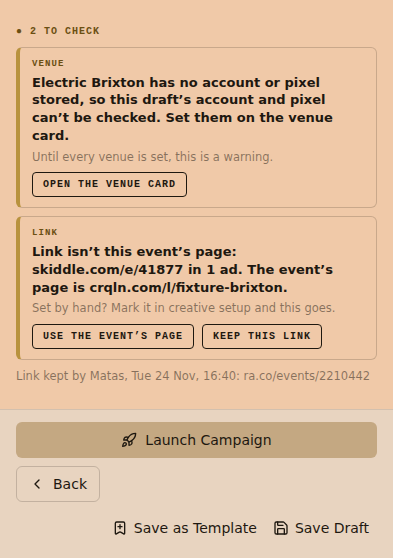 ● 2 TO CHECK
VENUE
Electric Brixton has no account or pixel
stored, so this draft’s account and pixel
can’t be checked. Set them on the venue
card.
Until every venue is set, this is a warning.
OPEN THE VENUE CARD
LINK
Link isn’t this event’s page:
skiddle.com/e/41877 in 1 ad. The event’s
page is crqln.com/l/fixture-brixton.
Set by hand? Mark it in creative setup and this goes.
USE THE EVENT’S PAGE KEEP THIS LINK
Link kept by Matas, Tue 24 Nov, 16:40: ra.co/events/2210442
Launch Campaign
Back
Save as Template Save Draft